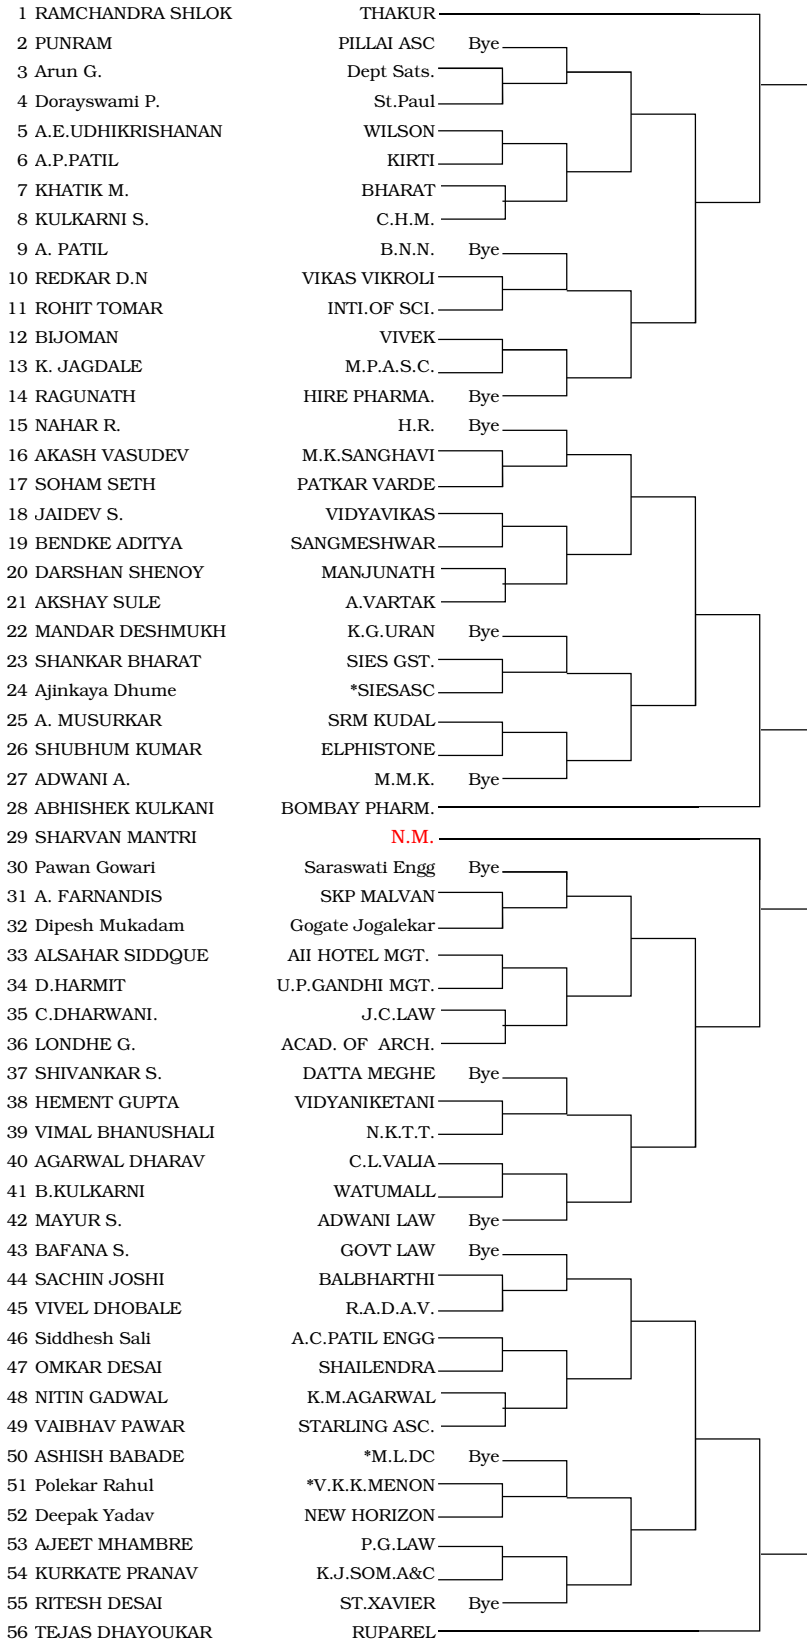 1 RAMCHANDRA SHLOK THAKUR
2 PUNRAM PILLAI ASC Bye
3 Arun G. Dept Sats.
4 Dorayswami P. St.Paul
5 A.E.UDHIKRISHANAN WILSON
6 A.P.PATIL KIRTI
7 KHATIK M. BHARAT
8 KULKARNI S. C.H.M.
9 A. PATIL B.N.N. Bye
10 REDKAR D.N VIKAS VIKROLI
11 ROHIT TOMAR INTI.OF SCI.
12 BIJOMAN VIVEK
13 K. JAGDALE M.P.A.S.C.
14 RAGUNATH HIRE PHARMA. Bye
15 NAHAR R. H.R. Bye
16 AKASH VASUDEV M.K.SANGHAVI
17 SOHAM SETH PATKAR VARDE
18 JAIDEV S. VIDYAVIKAS
19 BENDKE ADITYA SANGMESHWAR
20 DARSHAN SHENOY MANJUNATH
21 AKSHAY SULE A.VARTAK
22 MANDAR DESHMUKH K.G.URAN Bye
23 SHANKAR BHARAT SIES GST.
24 Ajinkaya Dhume *SIESASC
25 A. MUSURKAR SRM KUDAL
26 SHUBHUM KUMAR ELPHISTONE
27 ADWANI A. M.M.K. Bye
28 ABHISHEK KULKANI BOMBAY PHARM.
29 SHARVAN MANTRI N.M.
30 Pawan Gowari Saraswati Engg Bye
31 A. FARNANDIS SKP MALVAN
32 Dipesh Mukadam Gogate Jogalekar
33 ALSAHAR SIDDQUE AII HOTEL MGT.
34 D.HARMIT U.P.GANDHI MGT.
35 C.DHARWANI. J.C.LAW
36 LONDHE G. ACAD. OF ARCH.
37 SHIVANKAR S. DATTA MEGHE Bye
38 HEMENT GUPTA VIDYANIKETANI
39 VIMAL BHANUSHALI N.K.T.T.
40 AGARWAL DHARAV C.L.VALIA
41 B.KULKARNI WATUMALL
42 MAYUR S. ADWANI LAW Bye
43 BAFANA S. GOVT LAW Bye
44 SACHIN JOSHI BALBHARTHI
45 VIVEL DHOBALE R.A.D.A.V.
46 Siddhesh Sali A.C.PATIL ENGG
47 OMKAR DESAI SHAILENDRA
48 NITIN GADWAL K.M.AGARWAL
49 VAIBHAV PAWAR STARLING ASC.
50 ASHISH BABADE *M.L.DC Bye
51 Polekar Rahul *V.K.K.MENON
52 Deepak Yadav NEW HORIZON
53 AJEET MHAMBRE P.G.LAW
54 KURKATE PRANAV K.J.SOM.A&C
55 RITESH DESAI ST.XAVIER Bye
56 TEJAS DHAYOUKAR RUPAREL